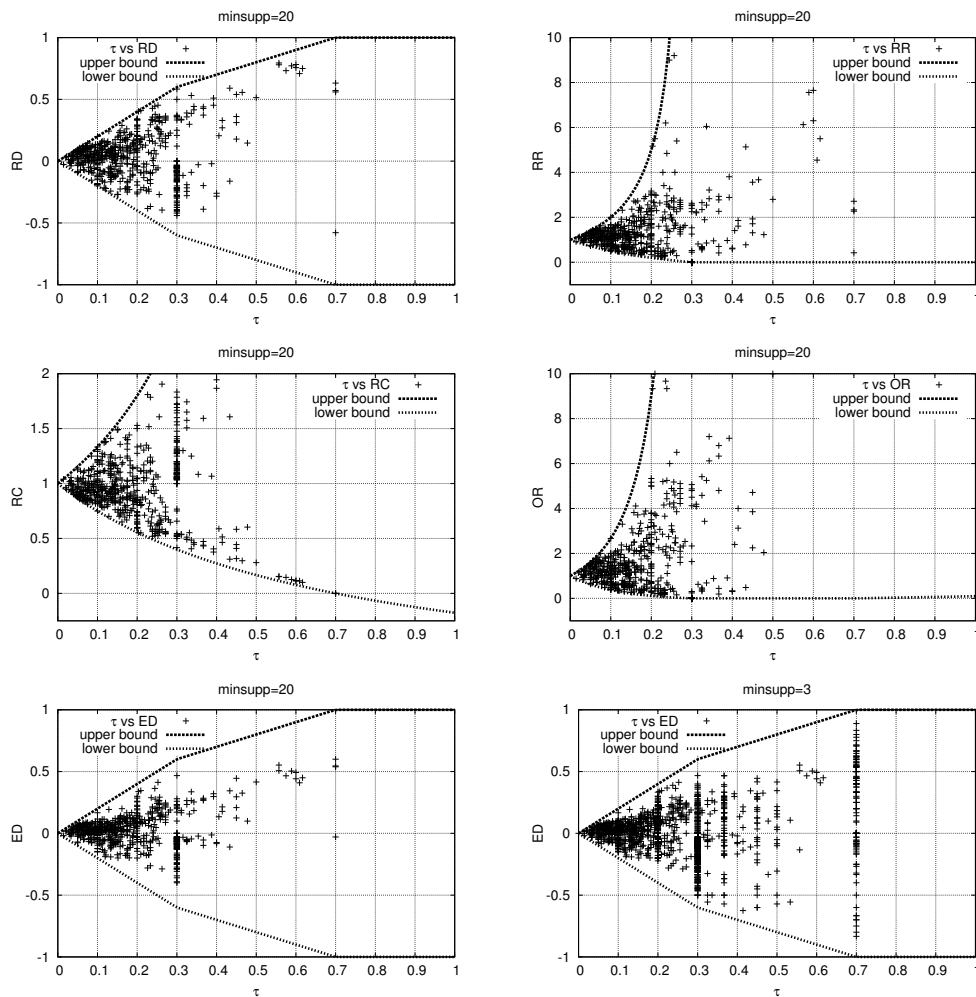 minsupp=20
τ vs RD
upper bound
lower bound
1
0.5
0
-0.5
-1
RD
0 0.1 0.2 0.3 0.4 0.5 0.6 0.7 0.8 0.9 1
τ
minsupp=20
τ vs RR
upper bound
lower bound
10
8
6
4
2
0
RR
0 0.1 0.2 0.3 0.4 0.5 0.6 0.7 0.8 0.9 1
τ
minsupp=20
τ vs RC
upper bound
lower bound
2
1.5
1
0.5
0
RC
0 0.1 0.2 0.3 0.4 0.5 0.6 0.7 0.8 0.9 1
τ
minsupp=20
τ vs OR
upper bound
lower bound
10
8
6
4
2
0
OR
0 0.1 0.2 0.3 0.4 0.5 0.6 0.7 0.8 0.9 1
τ
minsupp=20
τ vs ED
upper bound
lower bound
1
0.5
0
-0.5
-1
ED
0 0.1 0.2 0.3 0.4 0.5 0.6 0.7 0.8 0.9 1
τ
minsupp=3
τ vs ED
upper bound
lower bound
1
0.5
0
-0.5
-1
ED
0 0.1 0.2 0.3 0.4 0.5 0.6 0.7 0.8 0.9 1
τ